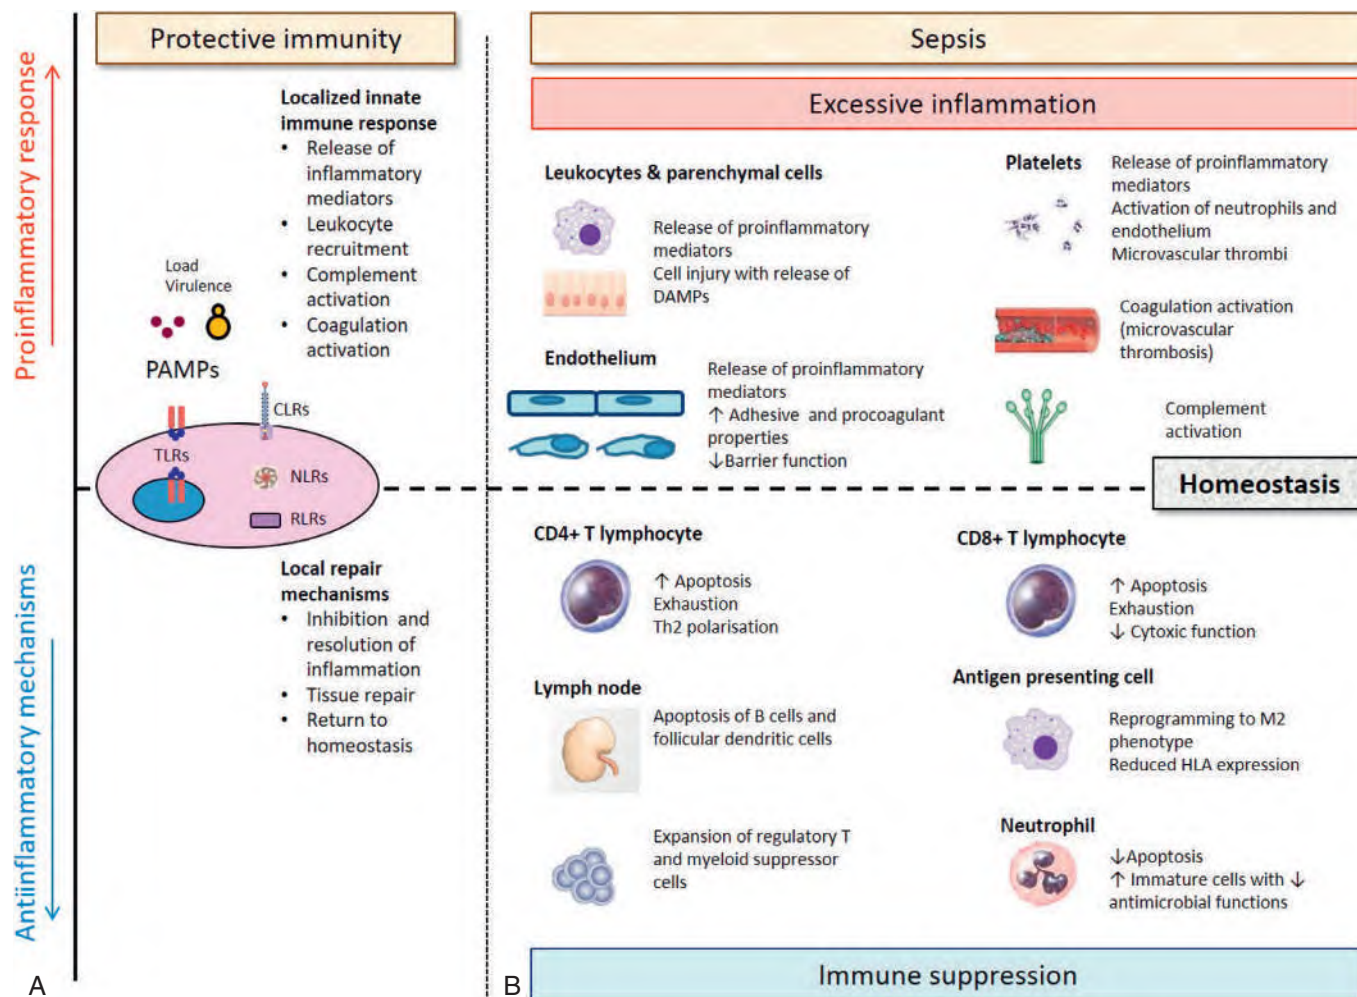 Protective immunity
Sepsis
Excessive inflammation
Proinflammatory response
Antiinflammatory mechanisms
Localized innate
immune response
• Release of
inflammatory
mediators
• Leukocyte
recruitment
• Complement
activation
• Coagulation
activation
Load
Virulence
PAMPs
CLRs
TLRs
NLRs
RLRs
Local repair
mechanisms
• Inhibition and
resolution of
inflammation
• Tissue repair
• Return to
homeostasis
A
Leukocytes & parenchymal cells
Release of proinflammatory
mediators
Cell injury with release of
DAMPs
Platelets
Release of proinflammatory
mediators
Activation of neutrophils and
endothelium
Microvascular thrombi
Coagulation activation
(microvascular
thrombosis)
Endothelium
Release of proinflammatory
mediators
↑ Adhesive and procoagulant
properties
↓Barrier function
Complement
activation
Homeostasis
CD4+ T lymphocyte
↑ Apoptosis
Exhaustion
Th2 polarisation
CD8+ T lymphocyte
↑ Apoptosis
Exhaustion
↓ Cytoxic function
Lymph node
Apoptosis of B cells and
follicular dendritic cells
Antigen presenting cell
Reprogramming to M2
phenotype
Reduced HLA expression
Expansion of regulatory T
and myeloid suppressor
cells
Neutrophil
↓Apoptosis
↑ Immature cells with ↓
antimicrobial functions
B
Immune suppression